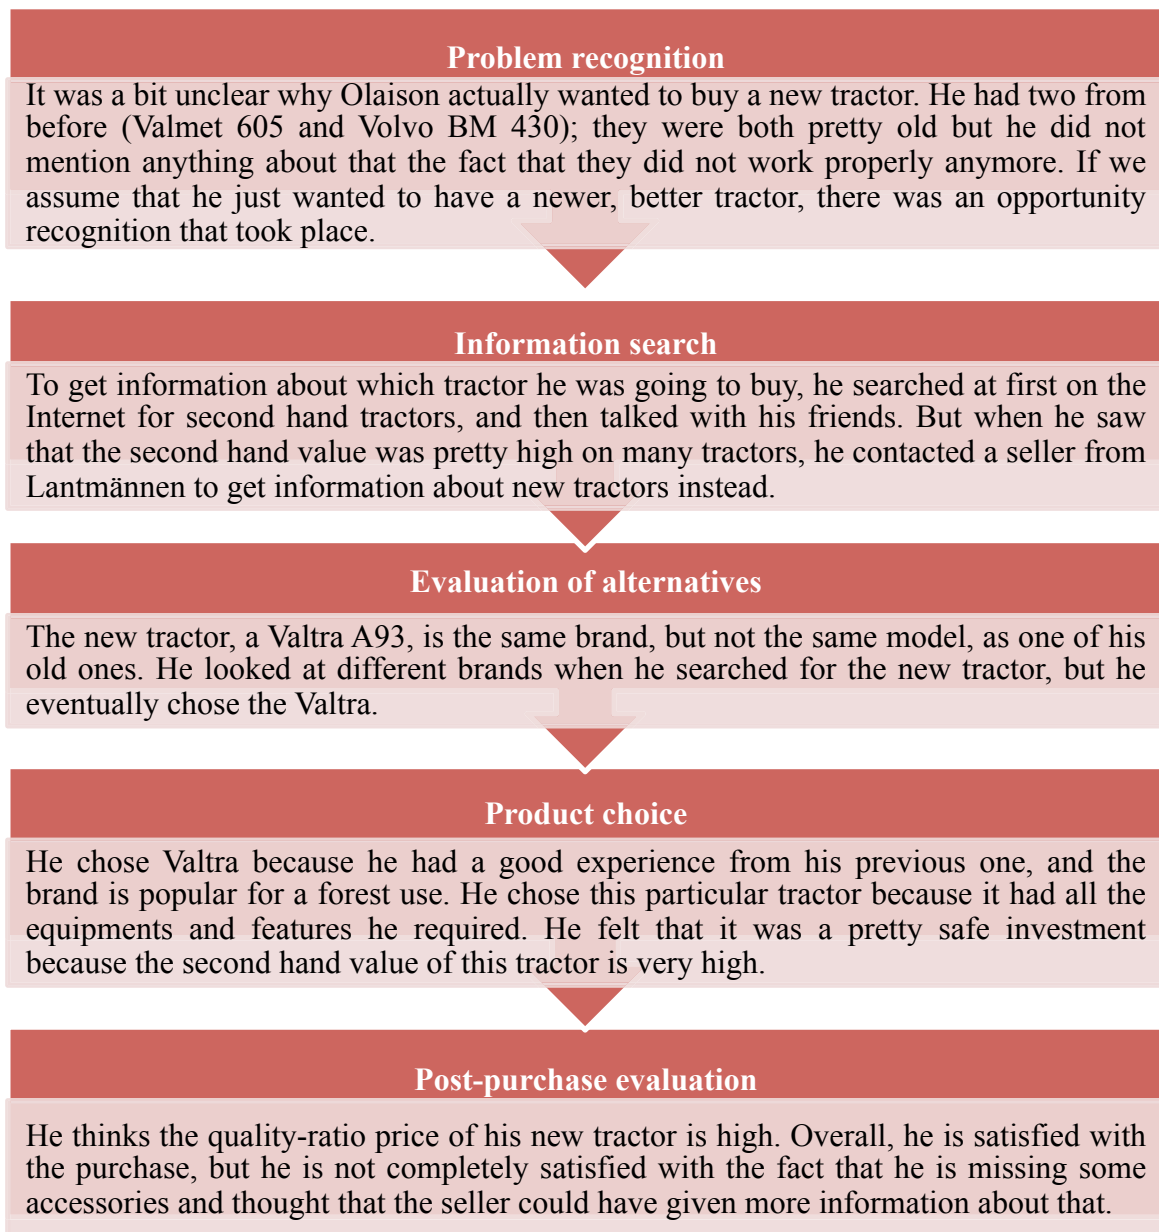 Problem recognition
It was a bit unclear why Olaison actually wanted to buy a new tractor. He had two from
before (Valmet 605 and Volvo BM 430); they were both pretty old but he did not
mention anything about that the fact that they did not work properly anymore. If we
assume that he just wanted to have a newer, better tractor, there was an opportunity
recognition that took place.
Information search
To get information about which tractor he was going to buy, he searched at first on the
Internet for second hand tractors, and then talked with his friends. But when he saw
that the second hand value was pretty high on many tractors, he contacted a seller from
Lantmännen to get information about new tractors instead.
Evaluation of alternatives
The new tractor, a Valtra A93, is the same brand, but not the same model, as one of his
old ones. He looked at different brands when he searched for the new tractor, but he
eventually chose the Valtra.
Product choice
He chose Valtra because he had a good experience from his previous one, and the
brand is popular for a forest use. He chose this particular tractor because it had all the
equipments and features he required. He felt that it was a pretty safe investment
because the second hand value of this tractor is very high.
Post-purchase evaluation
He thinks the quality-ratio price of his new tractor is high. Overall, he is satisfied with
the purchase, but he is not completely satisfied with the fact that he is missing some
accessories and thought that the seller could have given more information about that.